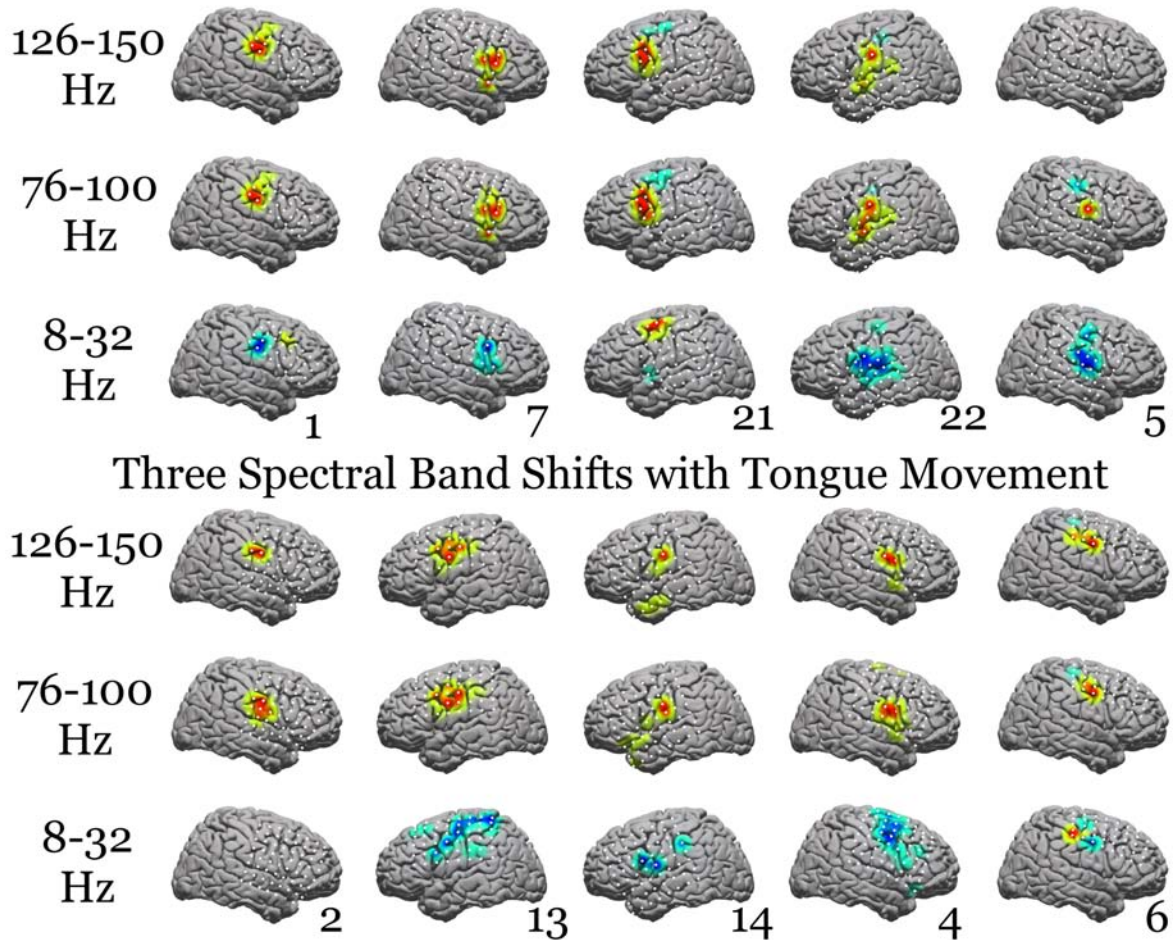 126-150
Hz
76-100
Hz
8-32
Hz
1 7 21 22 5
Three Spectral Band Shifts with Tongue Movement
126-150
Hz
76-100
Hz
8-32
Hz
2 13 14 4 6